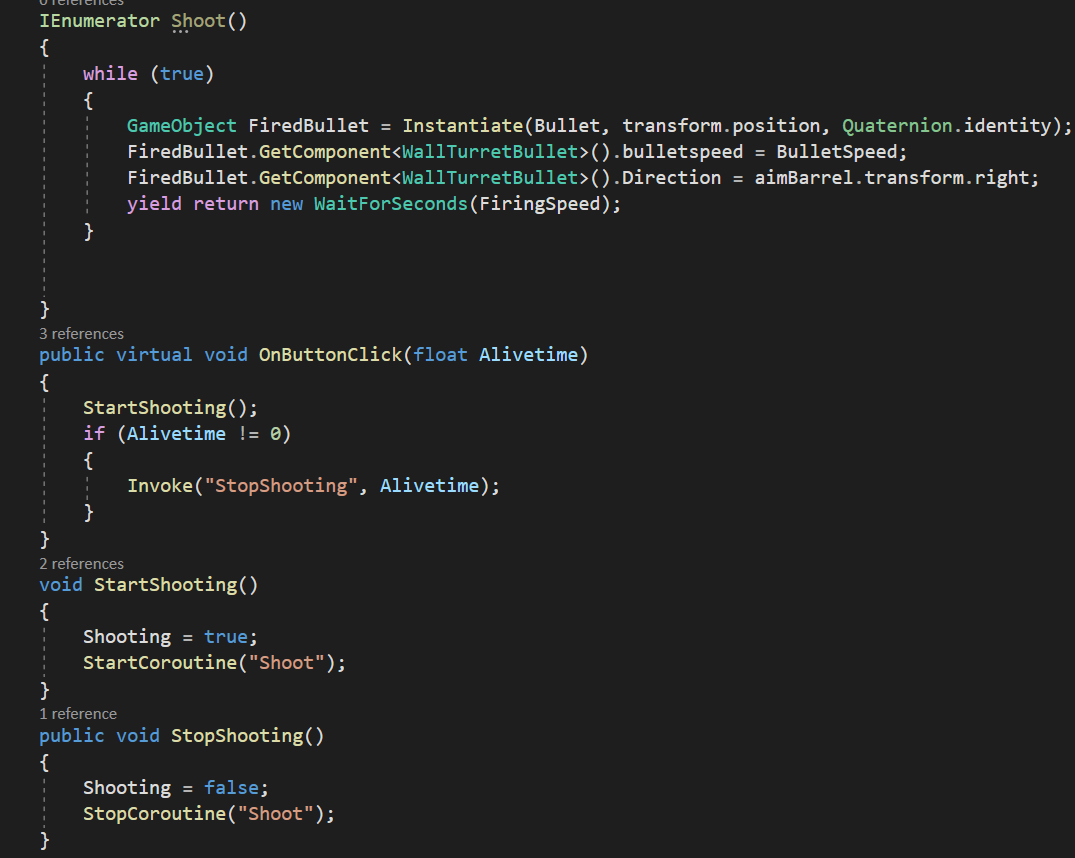 0 references
IEnumerator Shoot()
{
while (true)
{
GameObject FiredBullet = Instantiate(Bullet, transform.position, Quaternion.identity);
FiredBullet.GetComponent<WallTurretBullet>().bulletspeed = BulletSpeed;
FiredBullet.GetComponent<WallTurretBullet>().Direction = aimBarrel.transform.right;
yield return new WaitForSeconds(FiringSpeed);
}
}
3 references
public virtual void OnButtonClick(float Alivetime)
{
StartShooting();
if (Alivetime != 0)
{
Invoke("StopShooting", Alivetime);
}
}
2 references
void StartShooting()
{
Shooting = true;
StartCoroutine("Shoot");
}
1 reference
public void StopShooting()
{
Shooting = false;
StopCoroutine("Shoot");
}